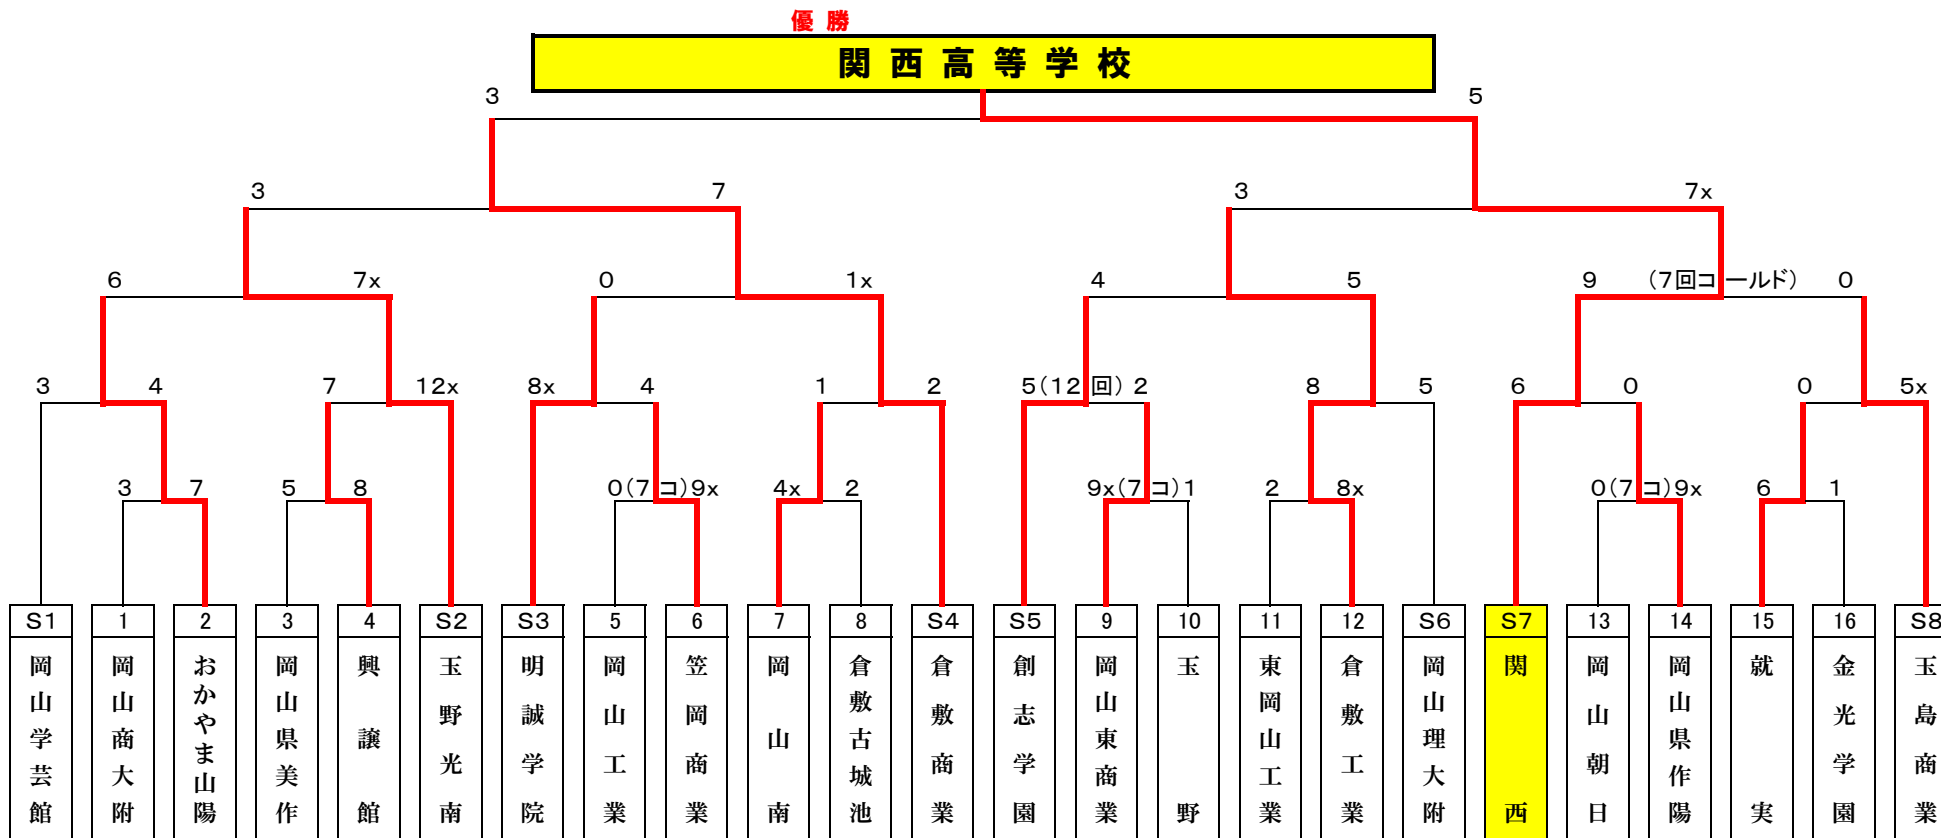 優勝
関西高等学校
3 5
3 7 3 7x
6 7x 0 1x 4 5 9 (7回コールド) 0
3 4 7 12x 8x 4 1 2 5(12回)2 8 5 6 0 0 5x
3 7 5 8 0(7コ)9x 4x 2 9x(7コ)1 2 8x 0(7コ)9x 6 1
S1 1 2 3 4 S2 S3 5 6 7 8 S4 S5 9 10 11 12 S6 S7 13 14 15 16 S8
岡山学芸館
岡山商大附
おかやま山陽
岡山県美作
興譲館
玉野光南
明誠学院
岡山工業
笠岡商業
岡山南
倉敷古城池
倉敷商業
創志学園
岡山東商業
玉野
東岡山工業
倉敷工業
岡山理大附
関西
岡山朝日
岡山県作陽
就実
金光学園
玉島商業